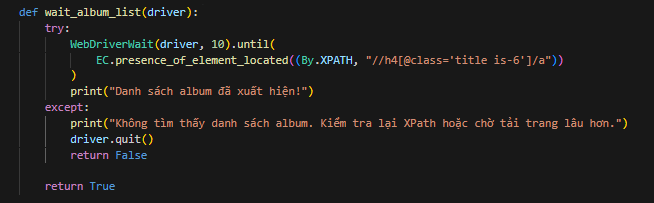 def wait_album_list(driver):
    try:
        WebDriverWait(driver, 10).until(
            EC.presence_of_element_located((By.XPATH, "//h4[@class='title is-6']/a"))
        )
        print("Danh sách album đã xuất hiện!")
    except:
        print("Không tìm thấy danh sách album. Kiểm tra lại XPath hoặc chờ tải trang lâu hơn.")
        driver.quit()
        return False
    return True